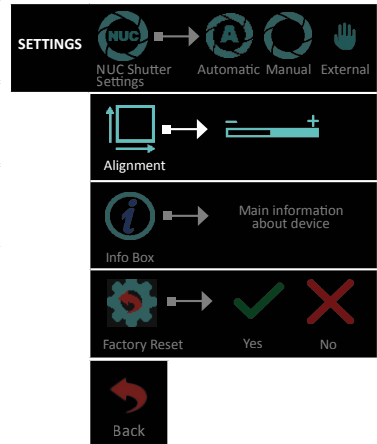 SETTINGS
NUC
A
NUC Shutter
Settings
Automatic
Manual
External
- +
Alignment
i
Main information
about device
Info Box
Factory Reset
Yes
No
Back